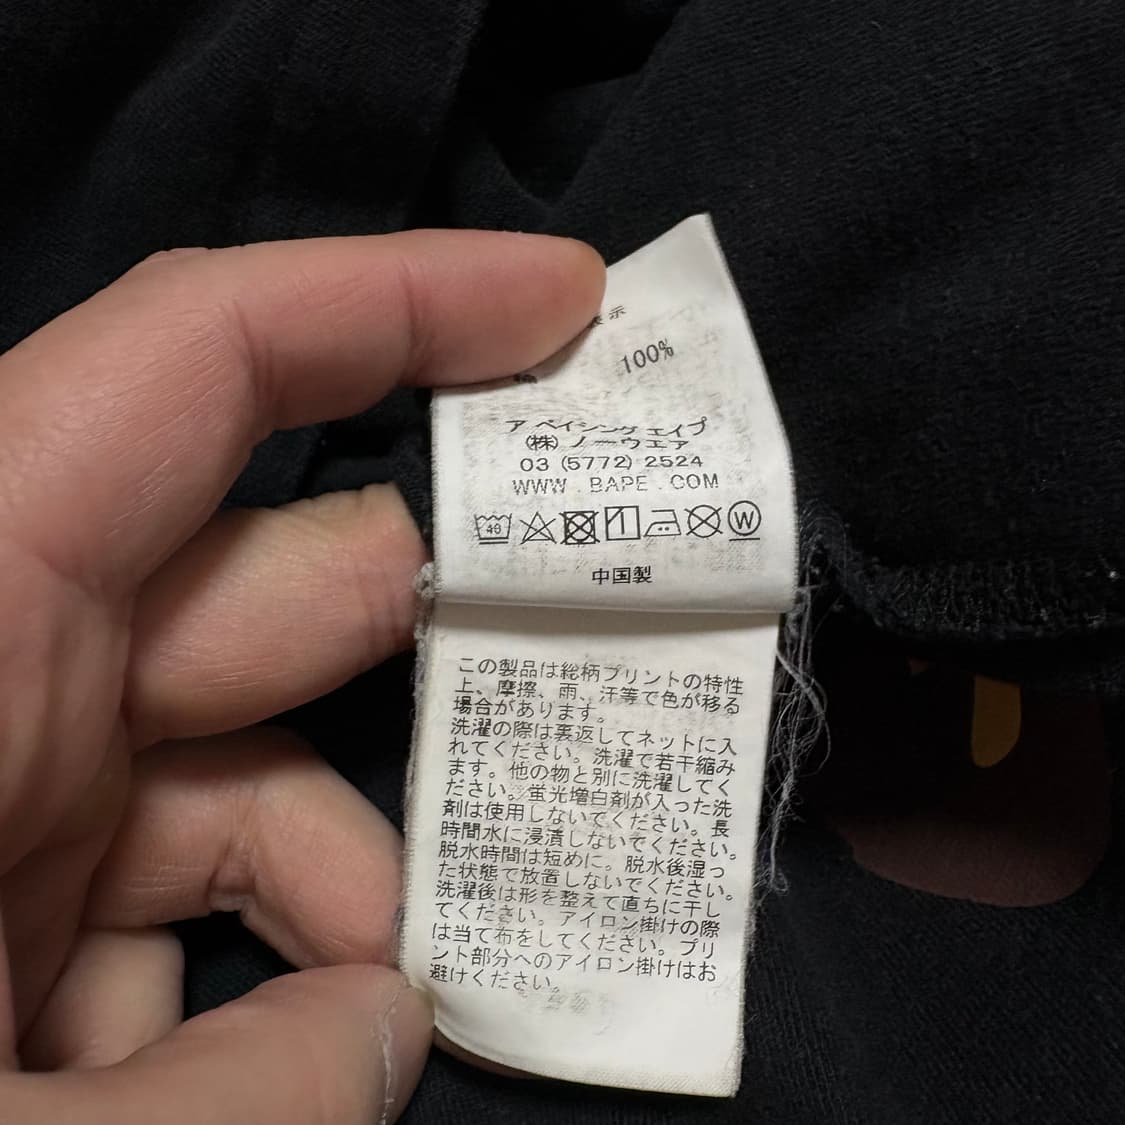 表示
100%
ア ベイシング エイプ
(株) ノーウエア
03 (5772) 2524
WWW . BAPE . COM
40
W
中国製
この製品は総柄プリントの特性
上、摩擦、雨、汗等で色が移る
場合があります。
洗濯の際は裏返してネットに入
れてください。洗濯で若干縮み
ます。他の物と別に洗濯してく
ださい。蛍光増白剤が入った洗
剤は使用しないでください。長
時間水に浸漬しないでください。
脱水時間は短めに。脱水後湿っ
た状態で放置しないでください。
洗濯後は形を整えて直ちに干し
てください。アイロン掛けの際
は当て布をしてください。プリ
ント部分へのアイロン掛けはお
避けください。